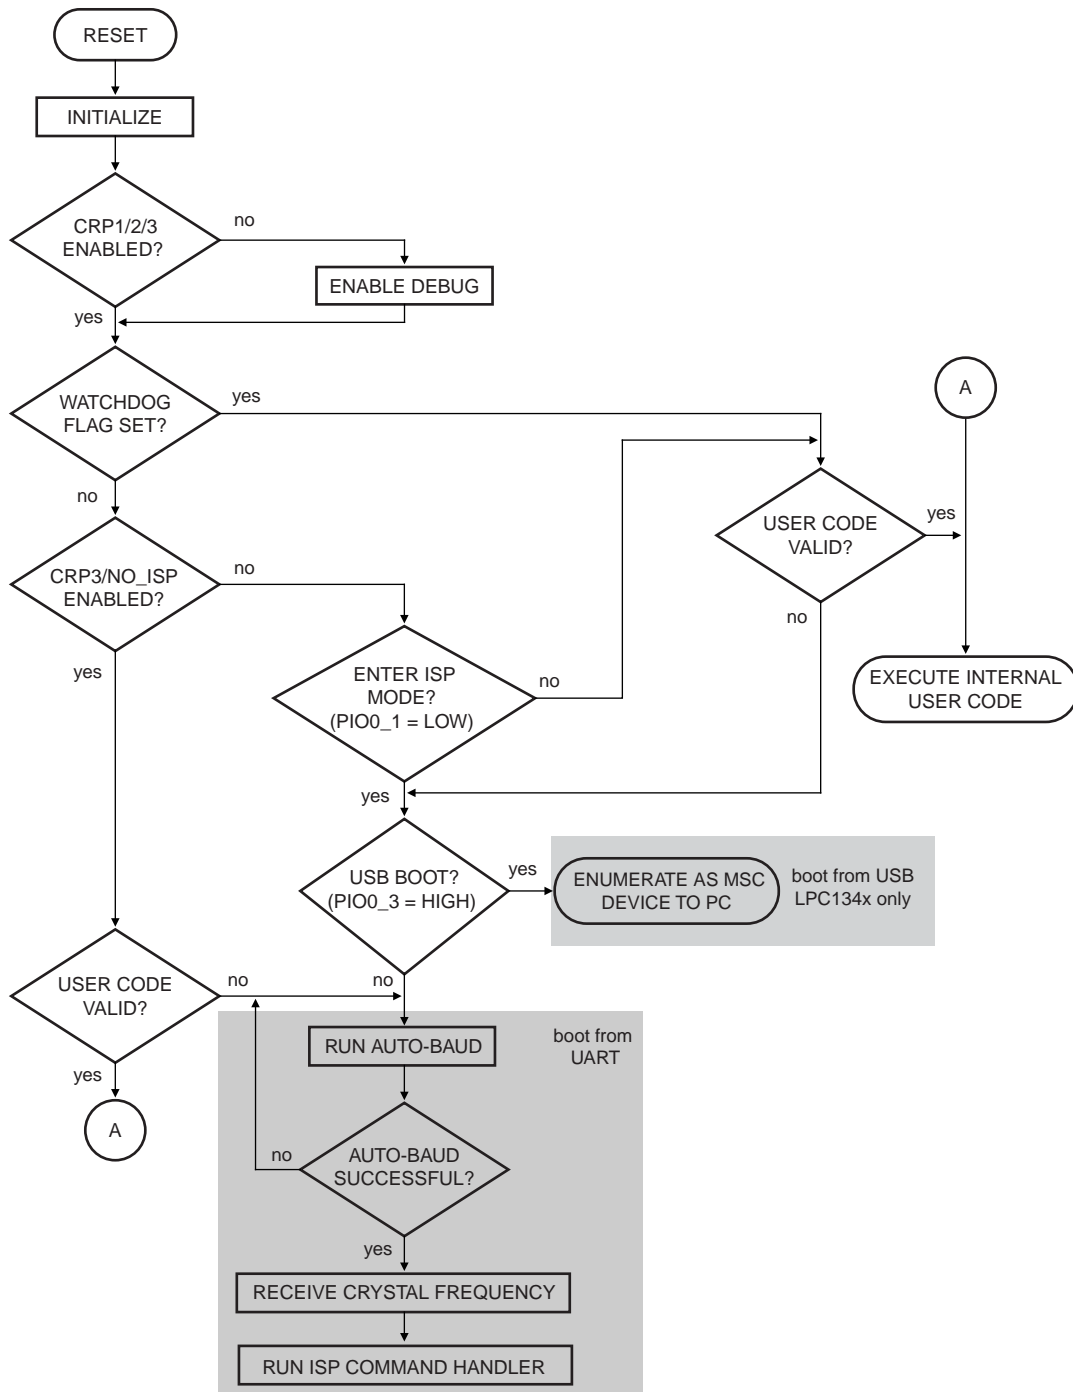 RESET
INITIALIZE
CRP1/2/3
ENABLED?
no
ENABLE DEBUG
yes
WATCHDOG
FLAG SET?
yes
A
no
USER CODE
VALID?
yes
CRP3/NO_ISP
ENABLED?
no
no
yes
ENTER ISP
MODE?
(PIO0_1 = LOW)
no
EXECUTE INTERNAL
USER CODE
yes
USB BOOT?
(PIO0_3 = HIGH)
yes
ENUMERATE AS MSC
DEVICE TO PC
boot from USB
LPC134x only
USER CODE
VALID?
no
no
RUN AUTO-BAUD
boot from
UART
yes
A
AUTO-BAUD
SUCCESSFUL?
no
yes
RECEIVE CRYSTAL FREQUENCY
RUN ISP COMMAND HANDLER